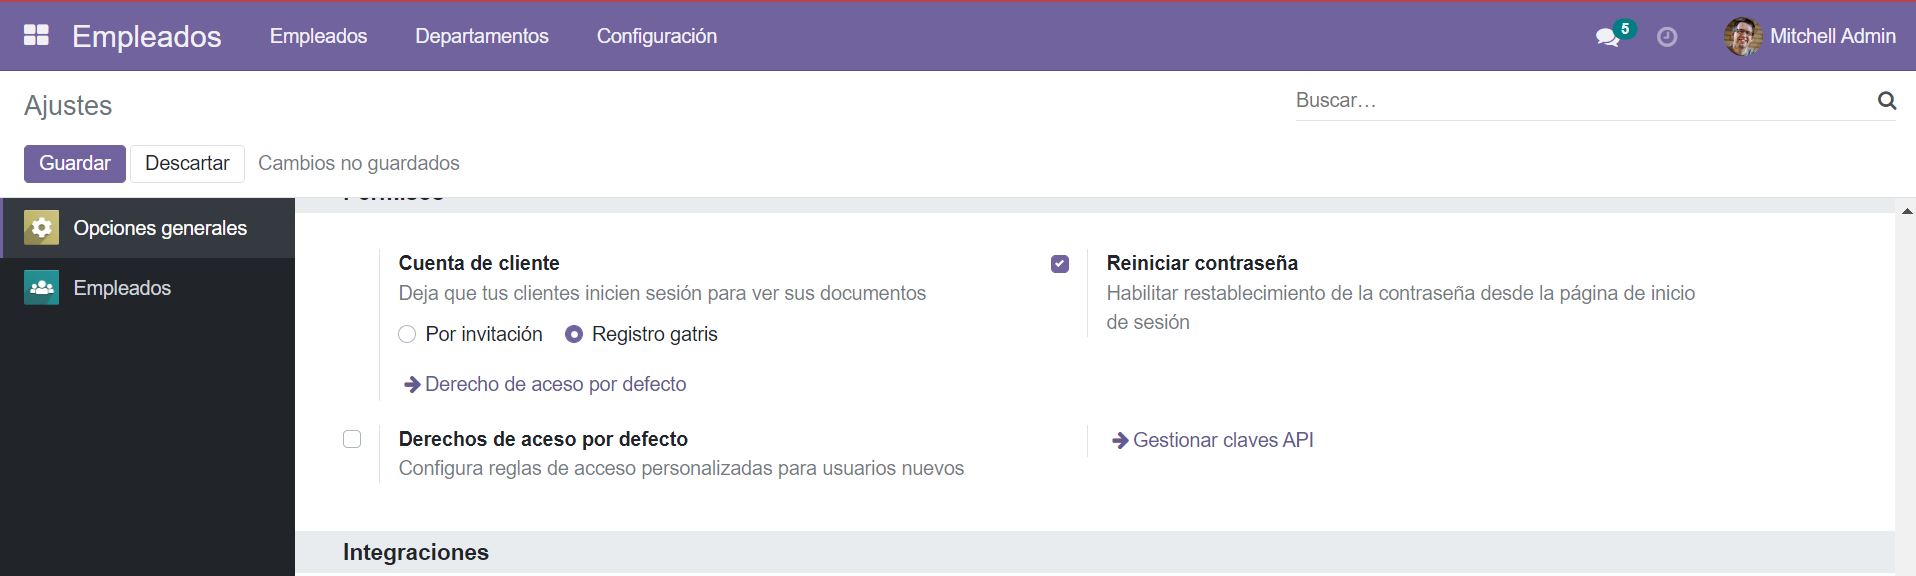 Empleados Empleados Departamentos Configuración 5 Mitchell Admin
Ajustes
Buscar...
Guardar Descartar Cambios no guardados
Opciones generales
Empleados
Cuenta de cliente
Deja que tus clientes inicien sesión para ver sus documentos
Por invitación Registro gatris
Derecho de aceso por defecto
Reiniciar contraseña
Habilitar restablecimiento de la contraseña desde la página de inicio
de sesión
Derechos de aceso por defecto
Configura reglas de acceso personalizadas para usuarios nuevos
Gestionar claves API
Integraciones